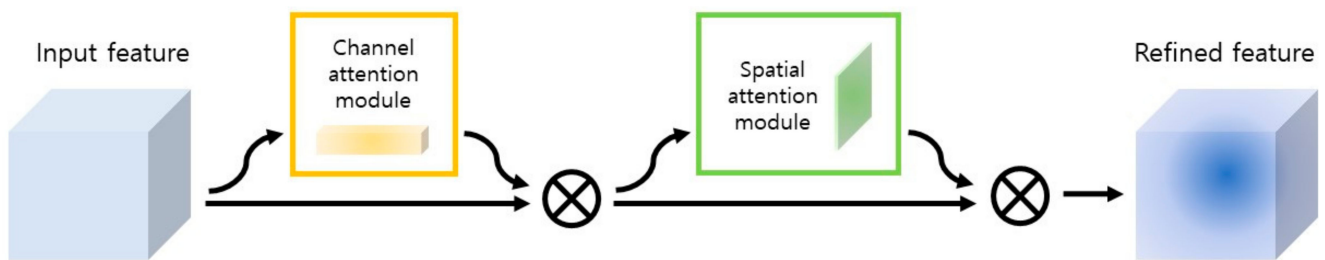 Input feature
Channel
attention
module
Spatial
attention
module
Refined feature